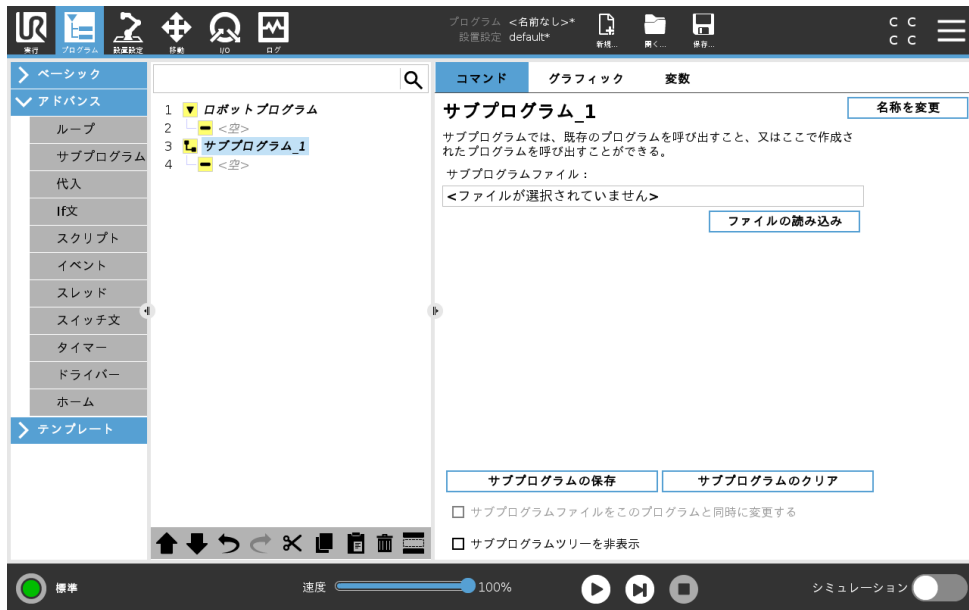 UR
実行
プログラム
設置設定
移動
I/O
ログ
プログラム <名前なし>*
設置設定 default*
新規...
開く...
保存...
C C
C C
ベーシック
アドバンス
ループ
サブプログラム
代入
If文
スクリプト
イベント
スレッド
スイッチ文
タイマー
ドライバー
ホーム
テンプレート
1 ロボットプログラム
2 <空>
3 サブプログラム_1
4 <空>
コマンド グラフィック 変数
サブプログラム_1
名称を変更
サブプログラムでは、既存のプログラムを呼び出すこと、又はここで作成さ
れたプログラムを呼び出すことができる。
サブプログラムファイル：
<ファイルが選択されていません>
ファイルの読み込み
サブプログラムの保存
サブプログラムのクリア
サブプログラムファイルをこのプログラムと同時に変更する
サブプログラムツリーを非表示
標準
速度
100%
シミュレーション